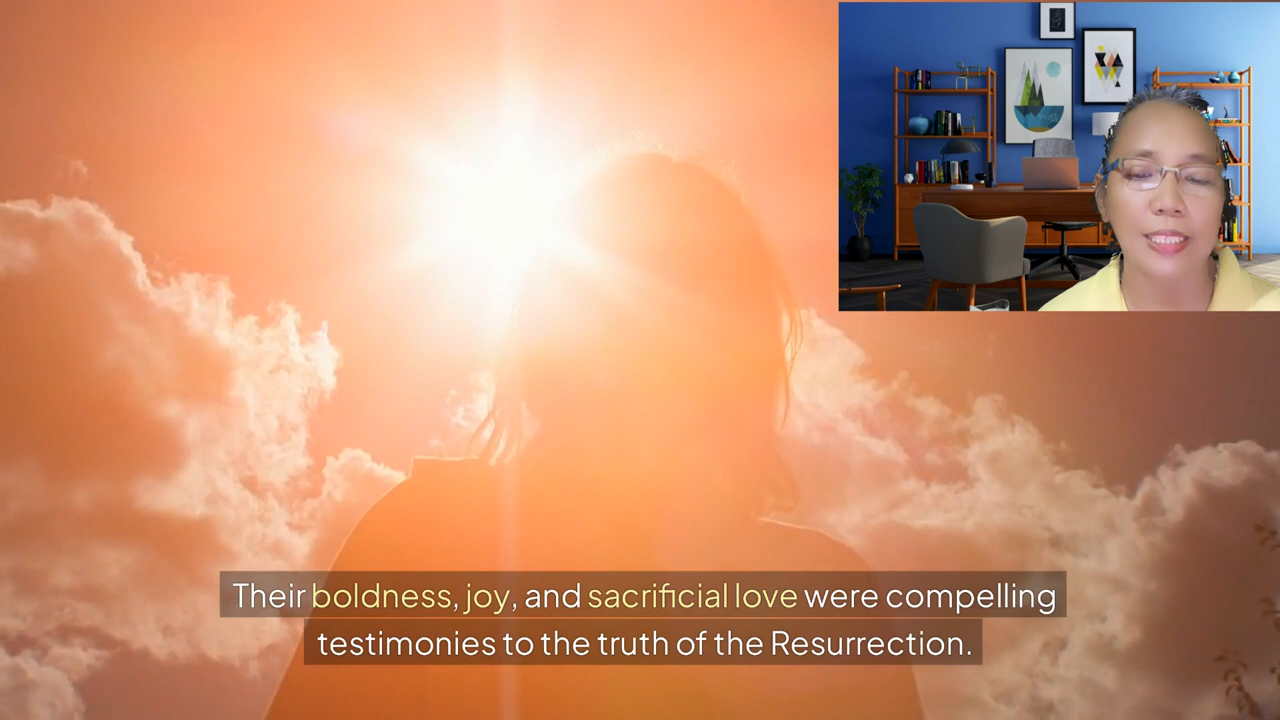 Their boldness, joy, and sacrificial love were compelling
testimonies to the truth of the Resurrection.